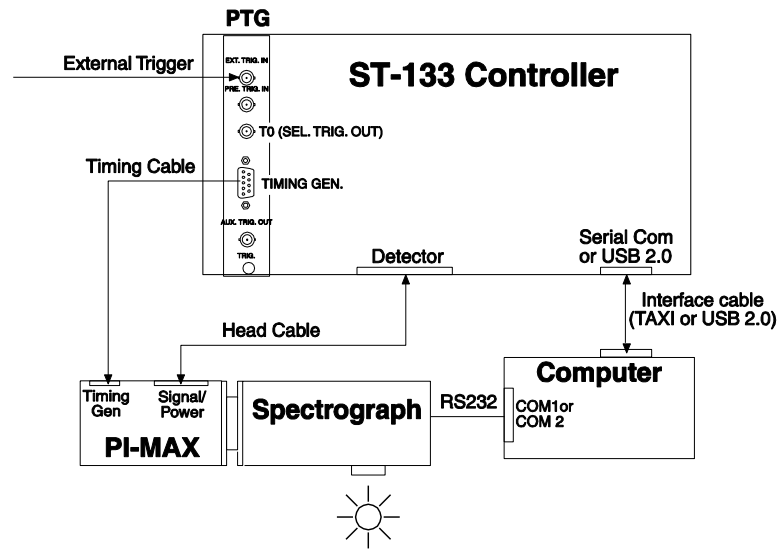 PTG
External Trigger
EXT. TRIG. IN
ST-133 Controller
PRE. TRIG. IN
T0 (SEL. TRIG. OUT)
Timing Cable
TIMING GEN.
AUX. TRIG. OUT
TRIG.
Detector
Serial Com
or USB 2.0
Head Cable
Interface cable
(TAXI or USB 2.0)
Timing
Gen
Signal/
Power
PI-MAX
Spectrograph
RS232
Computer
COM1or
COM 2